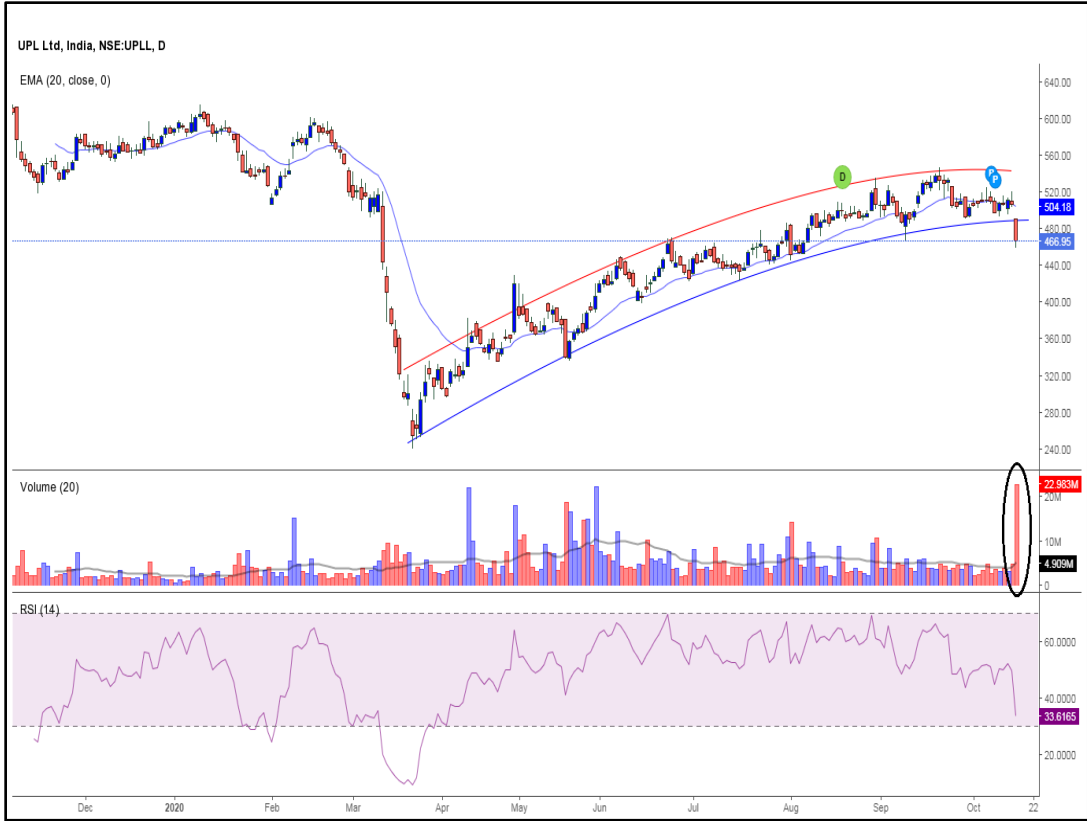 UPL Ltd, India, NSE:UPLL, D
EMA (20, close, 0)
640.00
600.00
560.00
D
P
P
520.00
504.18
480.00
466.95
440.00
400.00
360.00
320.00
280.00
240.00
Volume (20)
22.983M
20M
10M
4.909M
0
RSI (14)
60.0000
40.0000
33.6165
20.0000
Dec 2020 Feb Mar Apr May Jun Jul Aug Sep Oct 22